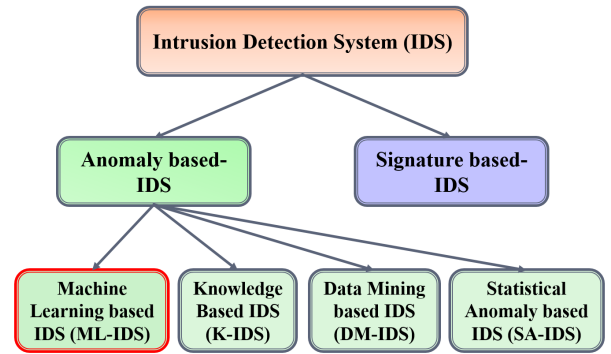 Intrusion Detection System (IDS)
Anomaly based-
IDS
Signature based-
IDS
Machine
Learning based
IDS (ML-IDS)
Knowledge
Based IDS
(K-IDS)
Data Mining
based IDS
(DM-IDS)
Statistical
Anomaly based
IDS (SA-IDS)